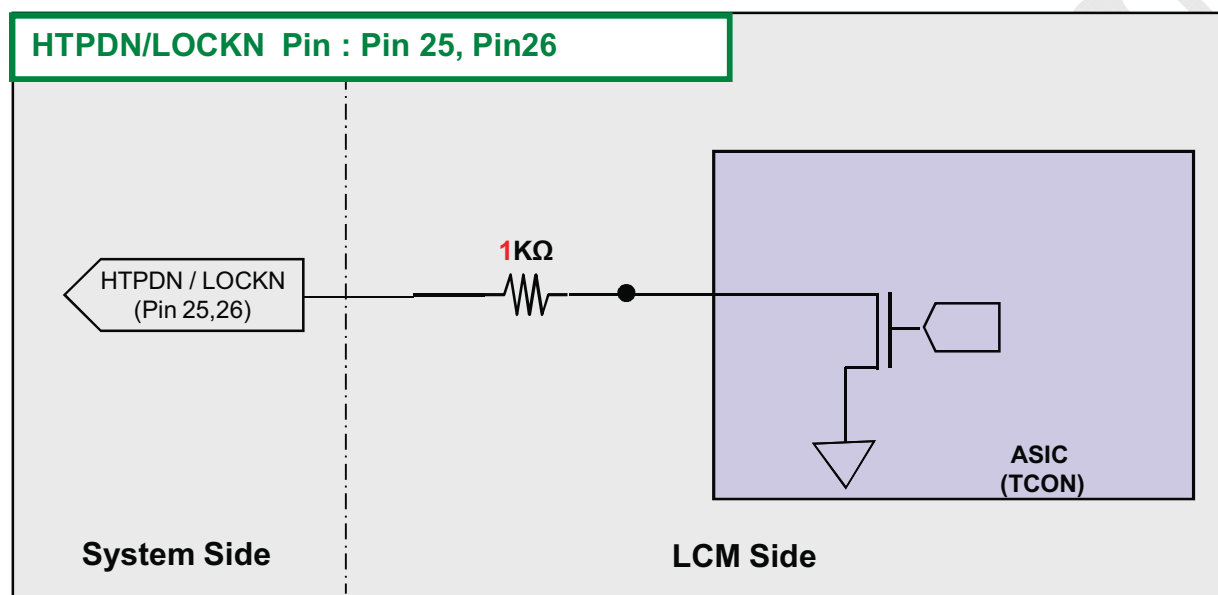 HTPDN/LOCKN Pin : Pin 25, Pin26
1KΩ
HTPDN / LOCKN
(Pin 25,26)
ASIC
(TCON)
System Side
LCM Side